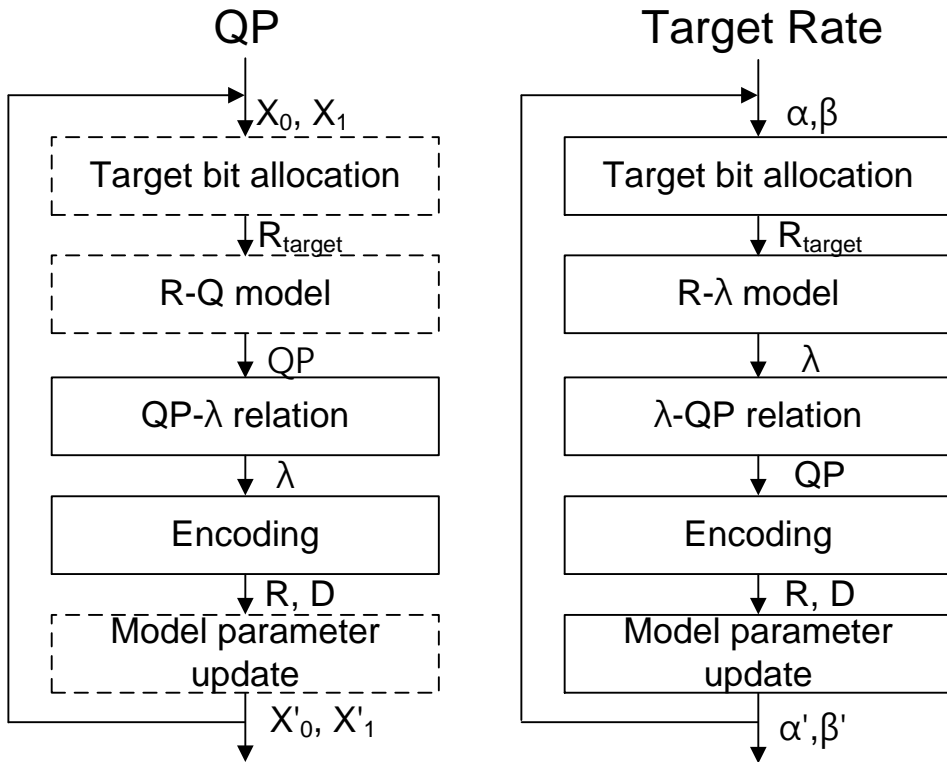 QP
X0, X1
Target bit allocation
Rtarget
R-Q model
QP
QP-λ relation
λ
Encoding
R, D
Model parameter
update
X'0, X'1
Target Rate
α,β
Target bit allocation
Rtarget
R-λ model
λ
λ-QP relation
QP
Encoding
R, D
Model parameter
update
α',β'